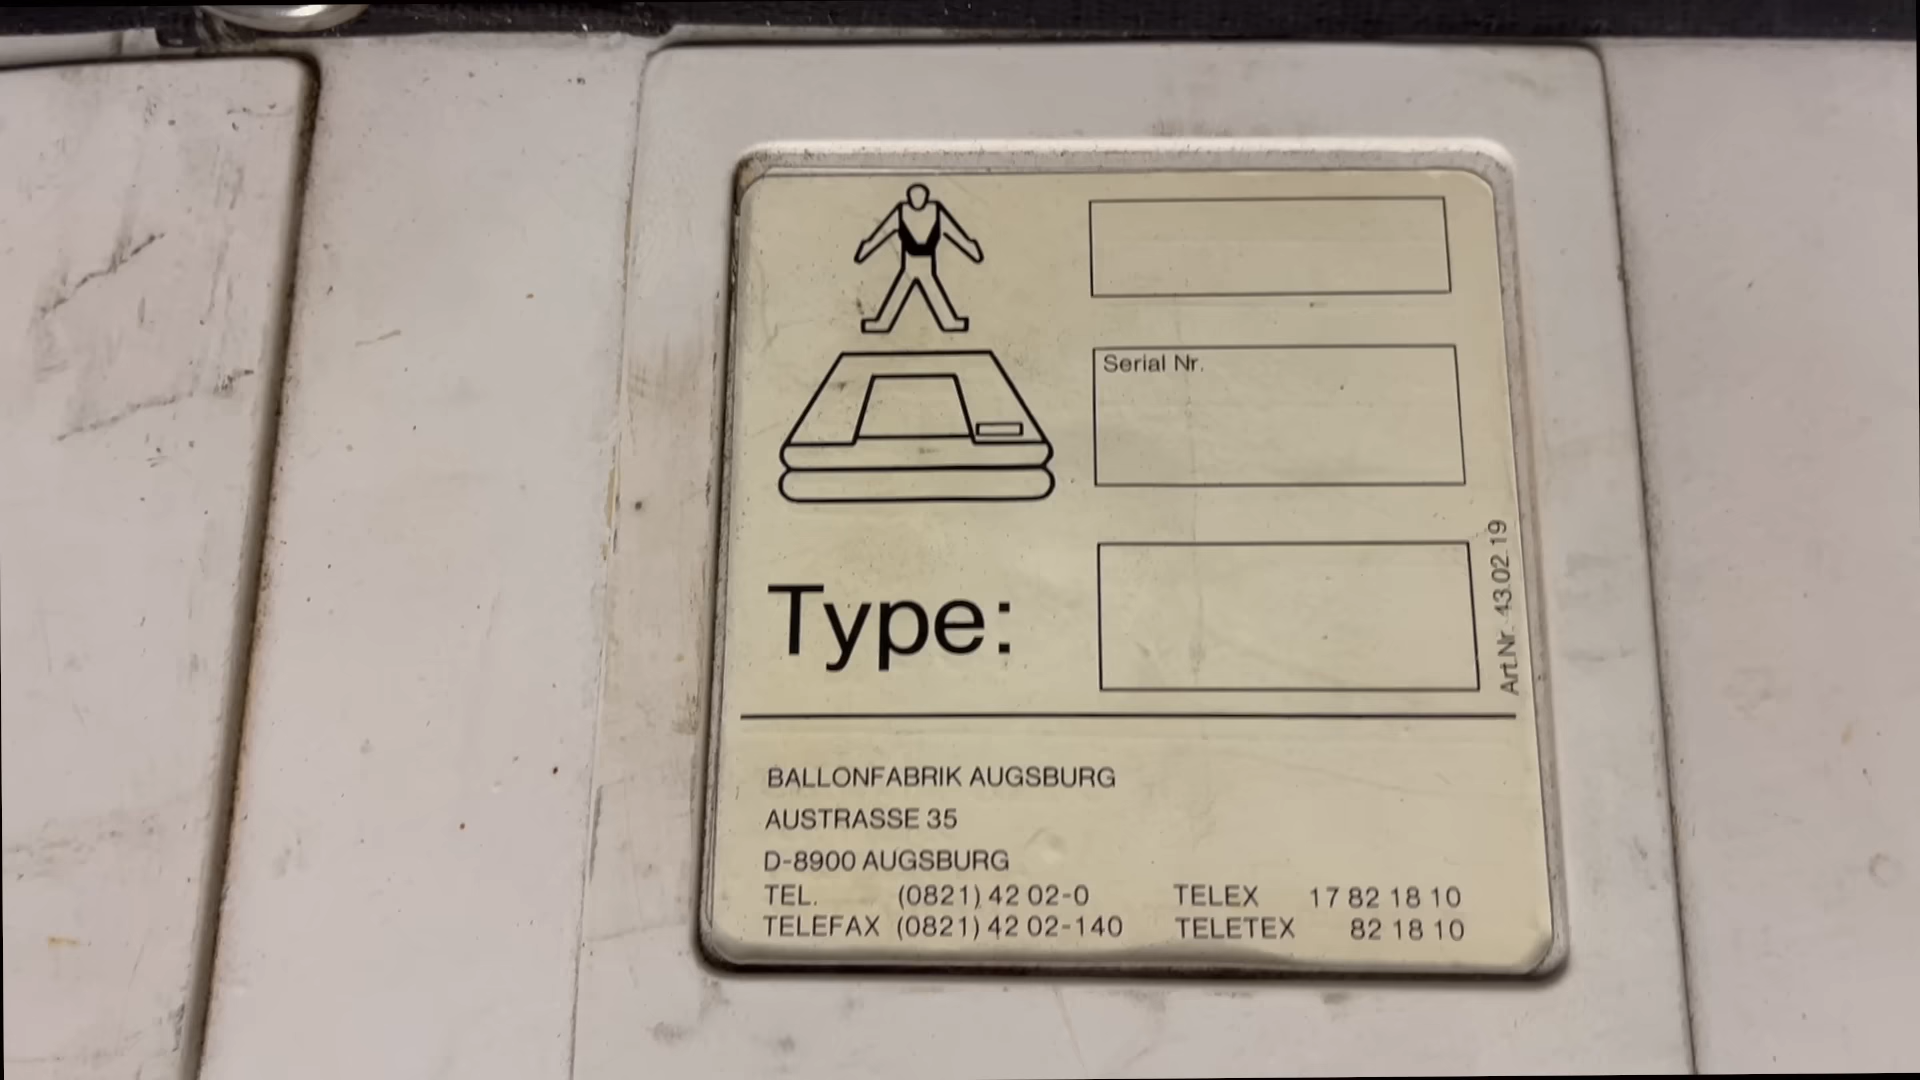 Serial Nr.
Type:
Art.Nr. 43.02.19
BALLONFABRIK AUGSBURG
AUSTRASSE 35
D-8900 AUGSBURG
TEL. (0821) 42 02-0 TELEX 17 82 18 10
TELEFAX (0821) 42 02-140 TELETEX 82 18 10